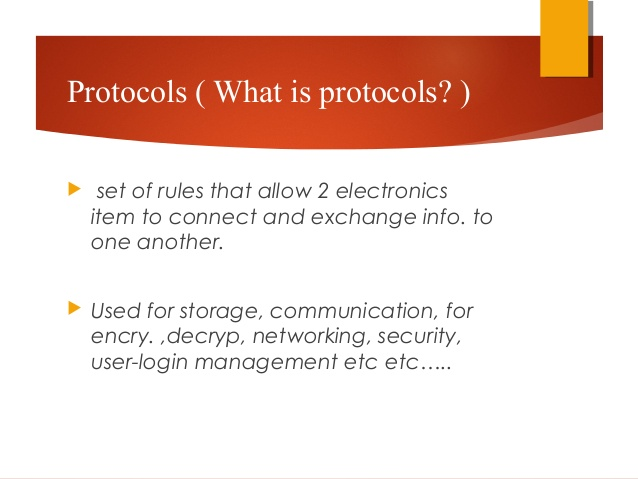 Protocols ( What is protocols? )
set of rules that allow 2 electronics
item to connect and exchange info. to
one another.
Used for storage, communication, for
encry. ,decryp, networking, security,
user-login management etc etc…..